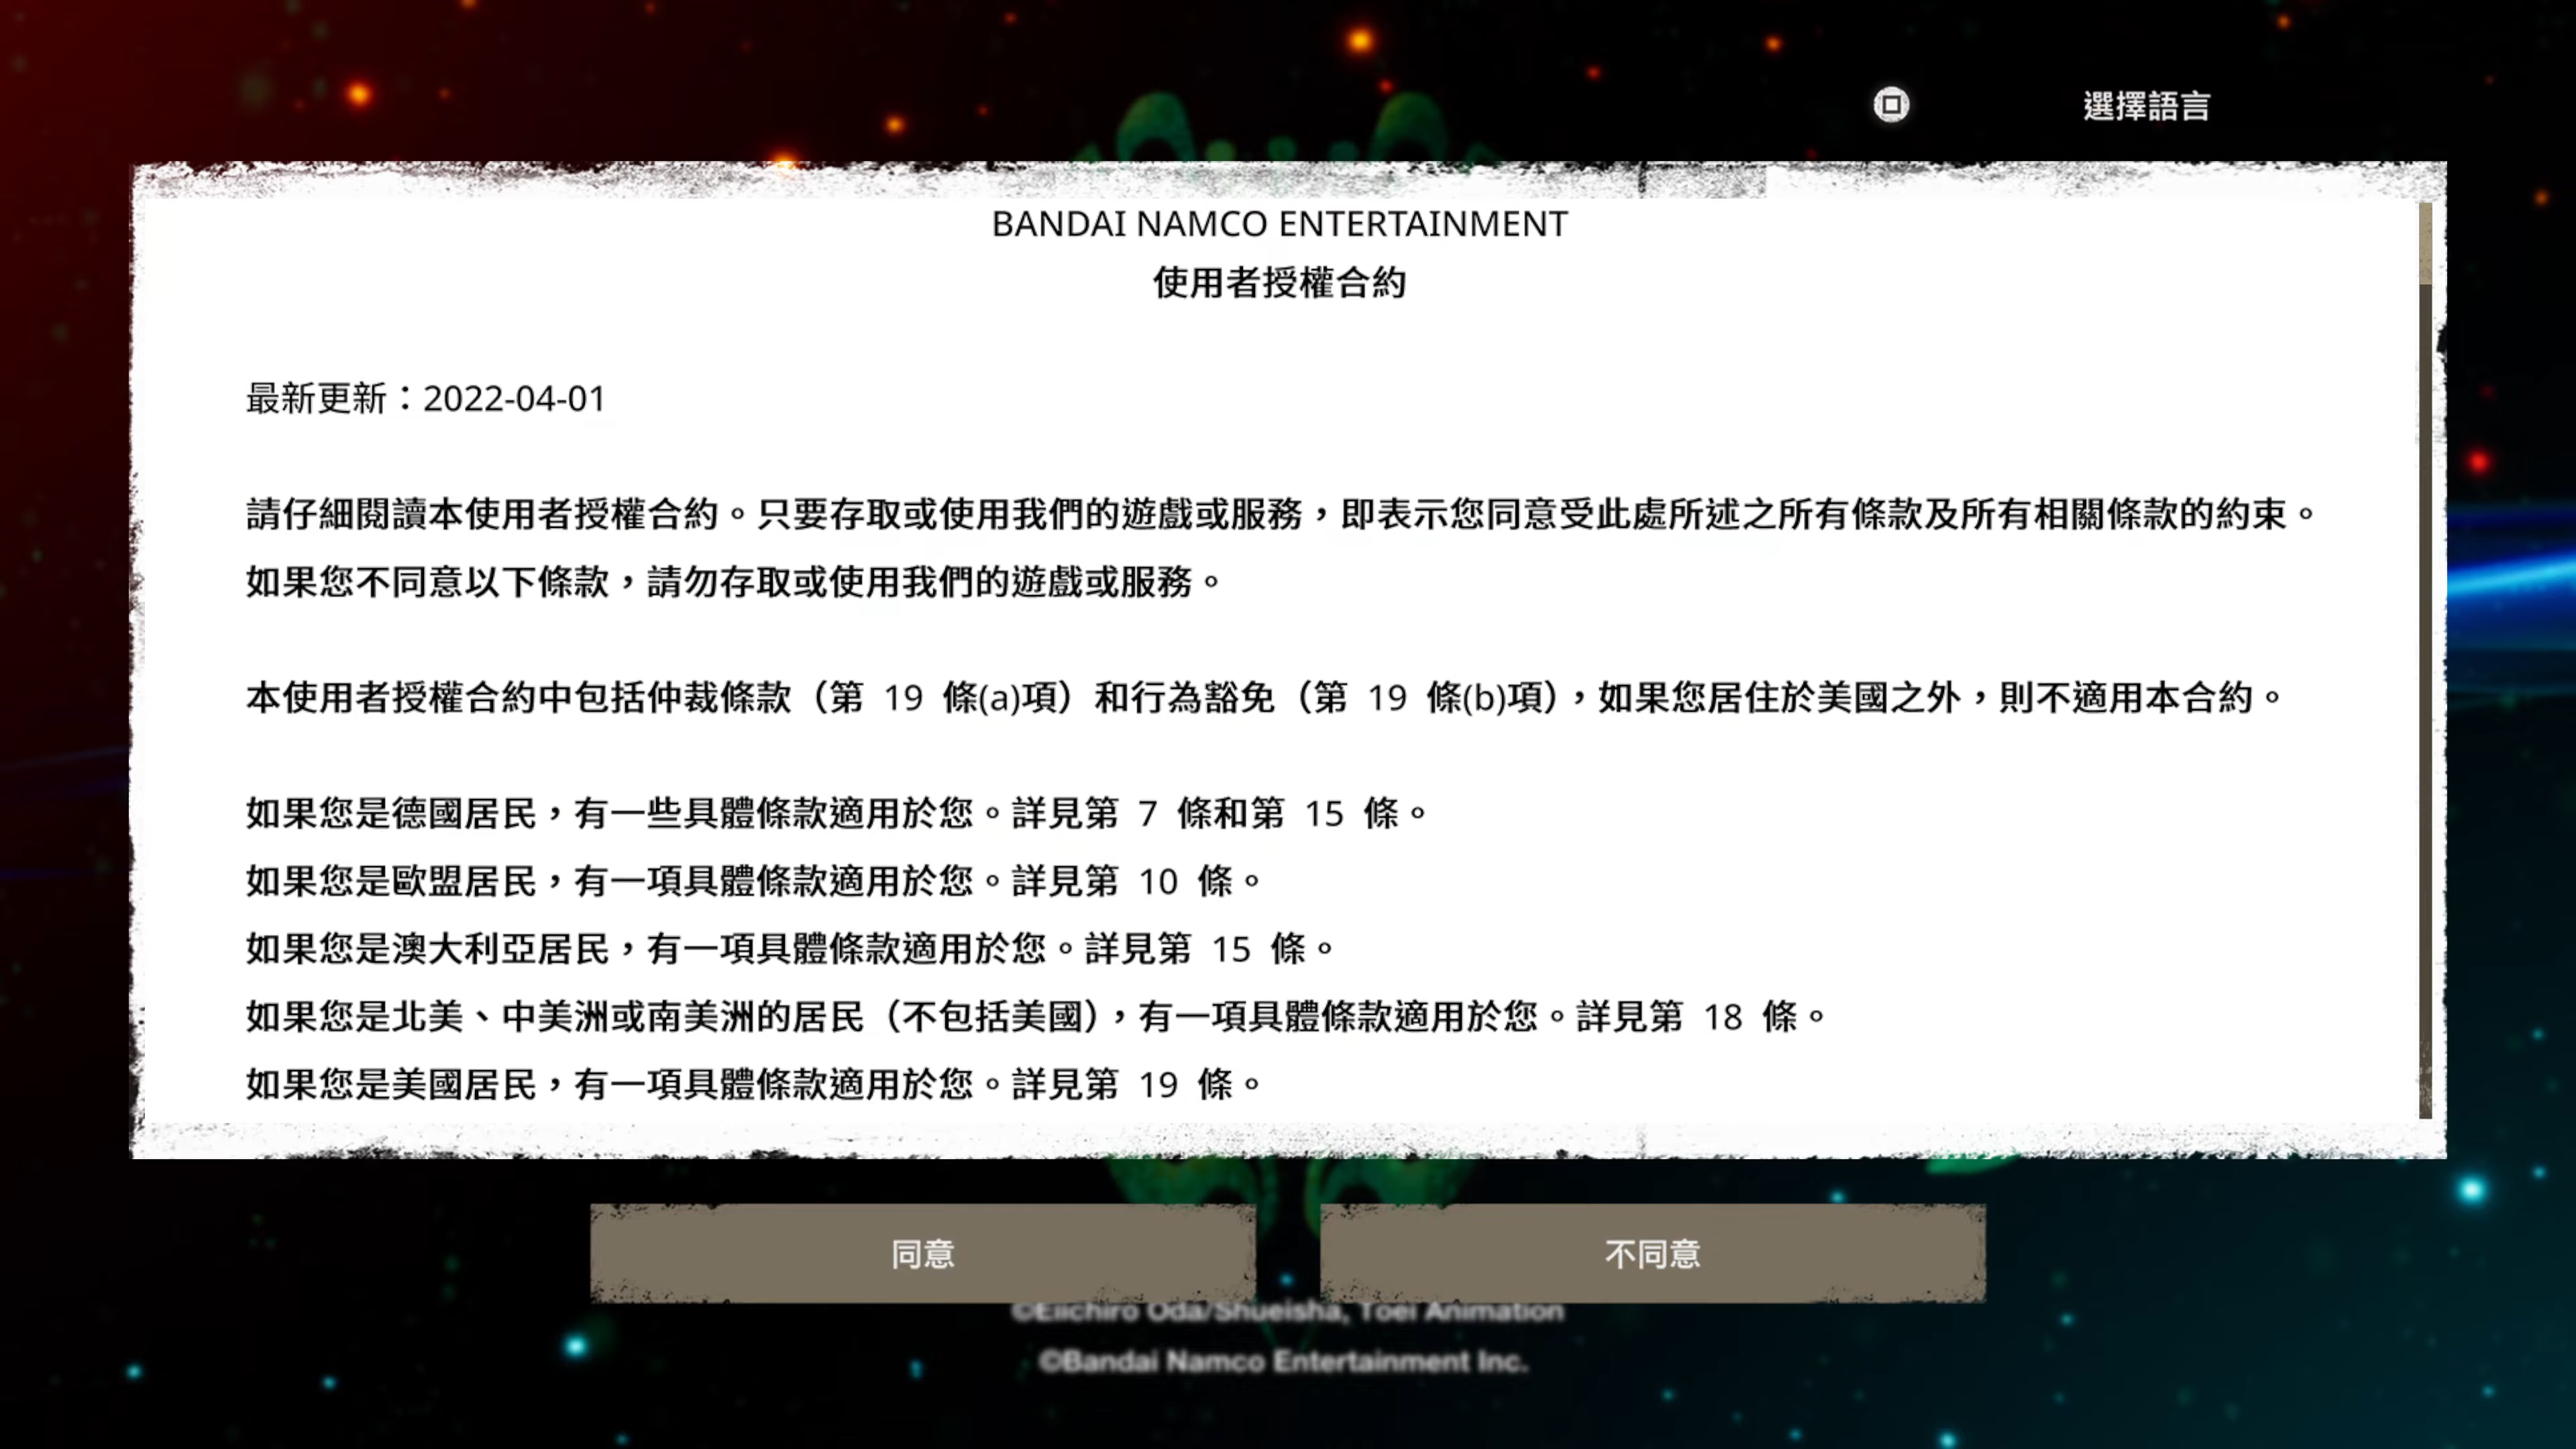 選擇語言
BANDAI NAMCO ENTERTAINMENT
使用者授權合約
最新更新：2022-04-01
請仔細閱讀本使用者授權合約。只要存取或使用我們的遊戲或服務，即表示您同意受此處所述之所有條款及所有相關條款的約束。
如果您不同意以下條款，請勿存取或使用我們的遊戲或服務。
本使用者授權合約中包括仲裁條款（第 19 條(a)項）和行為豁免（第 19 條(b)項），如果您居住於美國之外，則不適用本合約。
如果您是德國居民，有一些具體條款適用於您。詳見第 7 條和第 15 條。
如果您是歐盟居民，有一項具體條款適用於您。詳見第 10 條。
如果您是澳大利亞居民，有一項具體條款適用於您。詳見第 15 條。
如果您是北美、中美洲或南美洲的居民（不包括美國），有一項具體條款適用於您。詳見第 18 條。
如果您是美國居民，有一項具體條款適用於您。詳見第 19 條。
同意
不同意
©Eiichiro Oda/Shueisha, Toei Animation
©Bandai Namco Entertainment Inc.